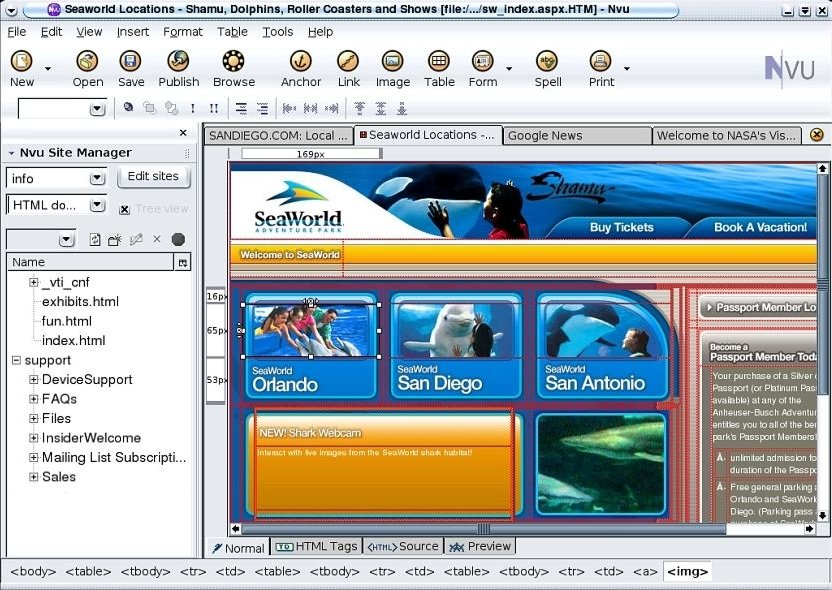 Seaworld Locations - Shamu, Dolphins, Roller Coasters and Shows [file:/.../sw_index.aspx.HTM] - Nvu
File Edit View Insert Format Table Tools Help
New Open Save Publish Browse Anchor Link Image Table Form Spell Print
NVU
SANDIEGO.COM: Local ... Seaworld Locations -... Google News Welcome to NASA's Vis...
Nvu Site Manager
info Edit sites
HTML do... Tree view
Name
_vti_cnf
exhibits.html
fun.html
index.html
support
DeviceSupport
FAQs
Files
InsiderWelcome
Mailing List Subscripti...
Sales
169px
16px
65px
53px
SeaWorld
ADVENTURE PARK
Shamu
Buy Tickets Book A Vacation!
Welcome to SeaWorld
SeaWorld
Orlando
SeaWorld
San Diego
SeaWorld
San Antonio
NEW! Shark Webcam
Interact with live images from the SeaWorld shark habitat!
Passport Member Lo
Become a
Passport Member Toda
Your purchase of a Silver
Passport (or Platinum Pas
available) at any of the
Anheuser-Busch Adventur
entitles you to all of the be
park's Passport Members
Â· unlimited admission fo
duration of the Passpo
Â· Free general parking
Orlando and SeaWorl
Diego. (Parking pass
Normal HTML Tags <HTML> Source Preview
<body> <table> <tbody> <tr> <td> <table> <tbody> <tr> <td> <table> <tbody> <tr> <td> <a> <img>